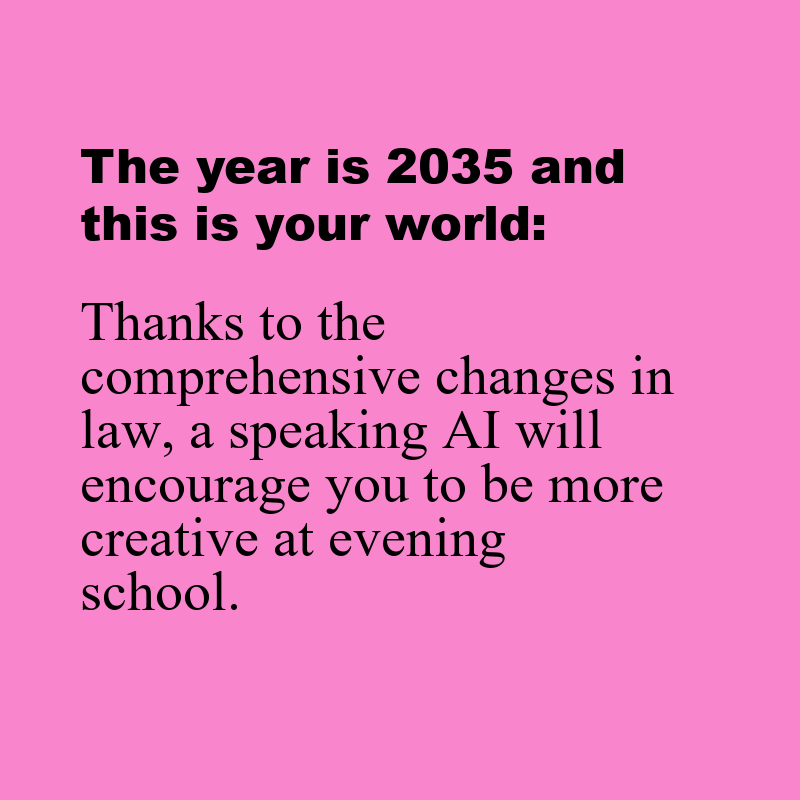 The year is 2035 and
this is your world:
Thanks to the
comprehensive changes in
law, a speaking AI will
encourage you to be more
creative at evening
school.